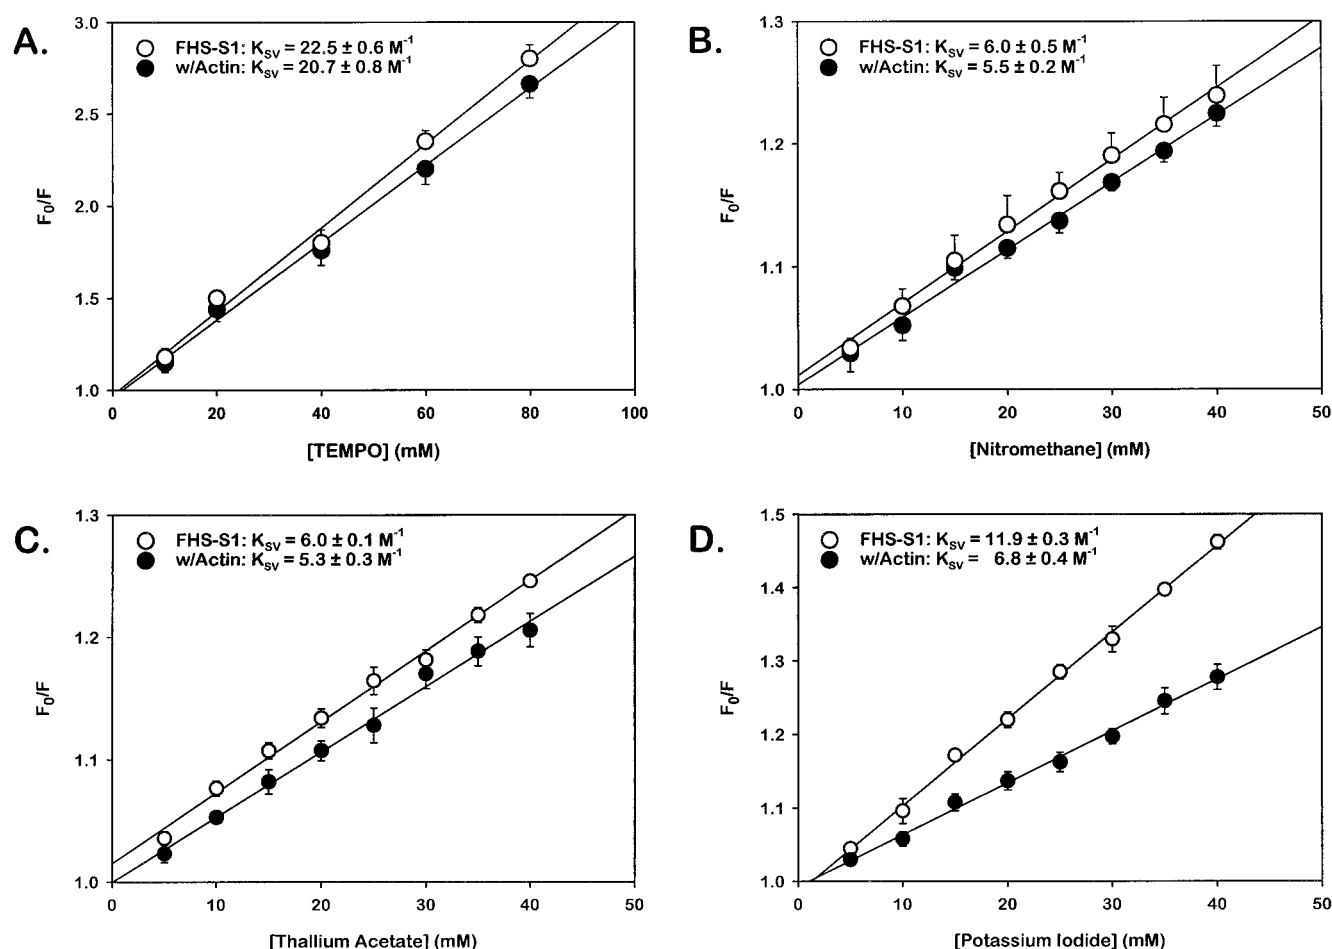 A.
FHS-S1: K_SV = 22.5 ± 0.6 M⁻¹
w/Actin: K_SV = 20.7 ± 0.8 M⁻¹
3.0
2.5
2.0
1.5
1.0
F₀/F
0 20 40 60 80 100
[TEMPO] (mM)
B.
FHS-S1: K_SV = 6.0 ± 0.5 M⁻¹
w/Actin: K_SV = 5.5 ± 0.2 M⁻¹
1.3
1.2
1.1
1.0
F₀/F
0 10 20 30 40 50
[Nitromethane] (mM)
C.
FHS-S1: K_SV = 6.0 ± 0.1 M⁻¹
w/Actin: K_SV = 5.3 ± 0.3 M⁻¹
1.3
1.2
1.1
1.0
F₀/F
0 10 20 30 40 50
[Thallium Acetate] (mM)
D.
FHS-S1: K_SV = 11.9 ± 0.3 M⁻¹
w/Actin: K_SV = 6.8 ± 0.4 M⁻¹
1.5
1.4
1.3
1.2
1.1
1.0
F₀/F
0 10 20 30 40 50
[Potassium Iodide] (mM)